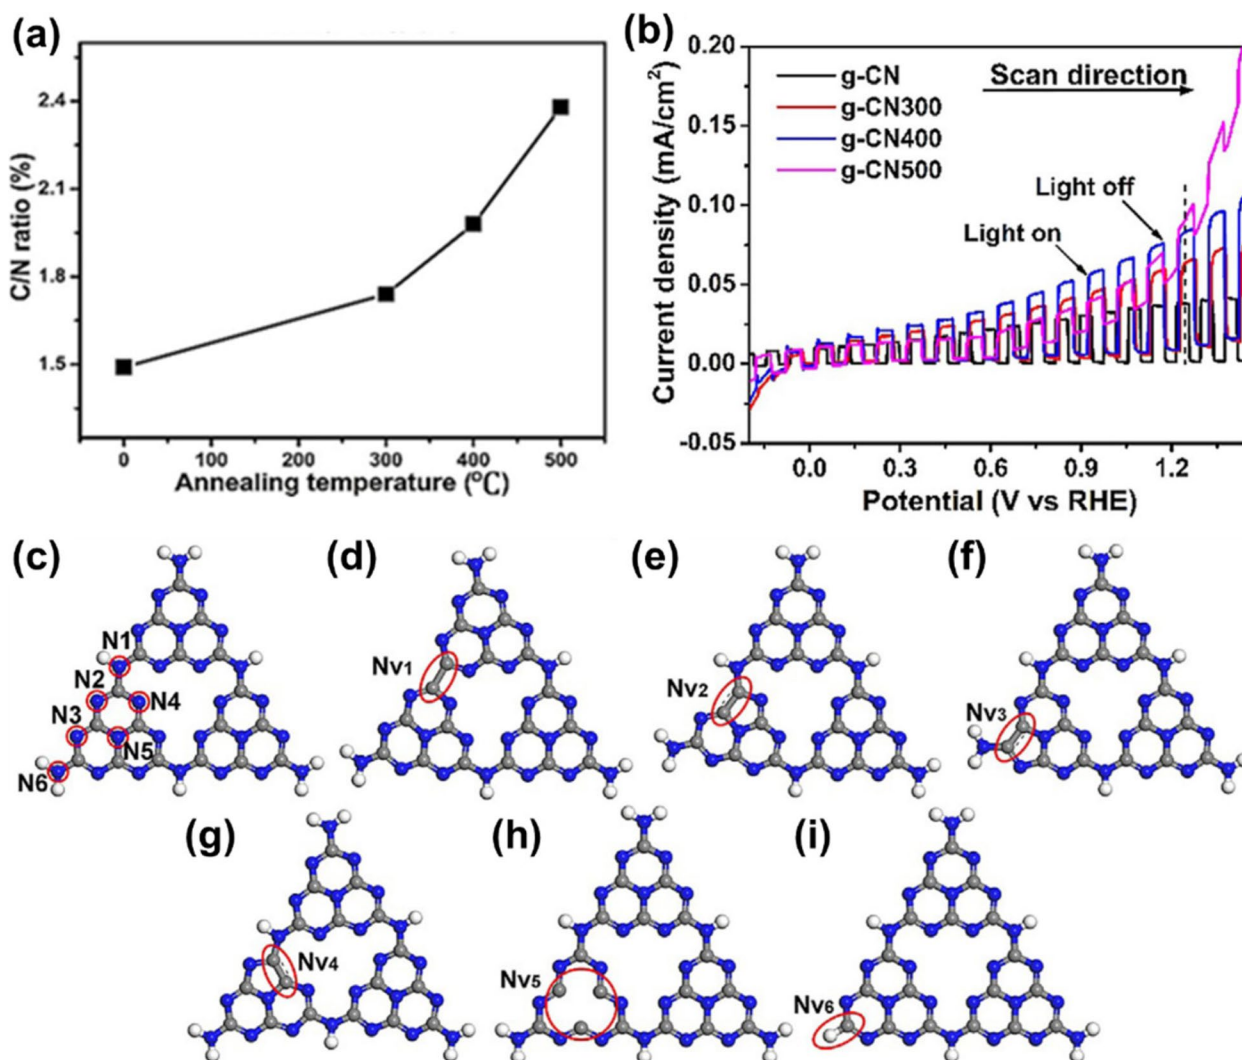 (a)
C/N ratio (%)
2.4
2.1
1.8
1.5
0
100
200
300
400
500
Annealing temperature (℃)
(b)
Current density (mA/cm²)
0.20
0.15
0.10
0.05
0.00
-0.05
g-CN
g-CN300
g-CN400
g-CN500
Scan direction
Light off
Light on
0.0
0.3
0.6
0.9
1.2
Potential (V vs RHE)
(c)
N1
N2
N4
N3
N5
N6
(d)
Nv1
(e)
Nv2
(f)
Nv3
(g)
Nv4
(h)
Nv5
(i)
Nv6